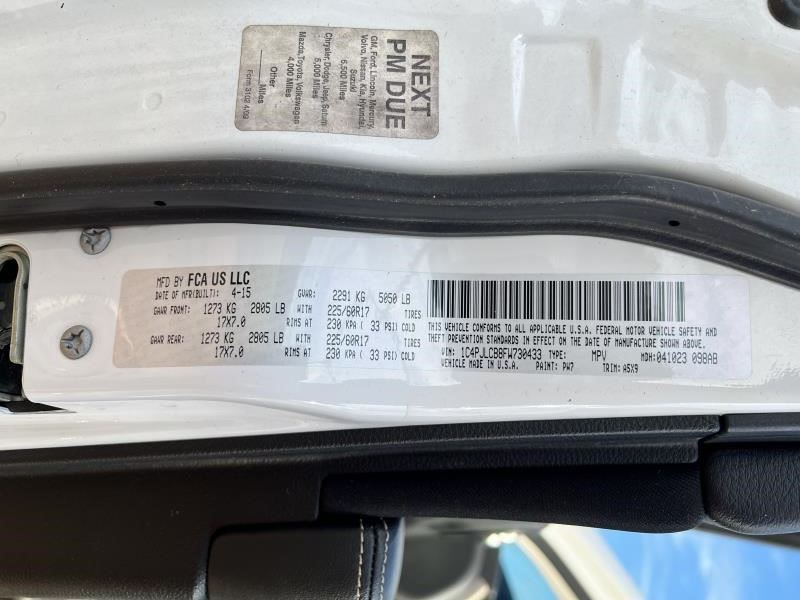 NEXT
PM DUE
GM, Ford, Lincoln, Mercury,
Volvo, Nissan, Kia, Hyundai,
Suzuki
6,500 Miles
Chrysler, Dodge, Jeep, Saturn
5,000 Miles
Mazda, Toyota, Volkswagen
4,000 Miles
Other
Miles
Form 3102 4/09
MFD BY FCA US LLC
DATE OF MFR(BUILT): 4-15 GVWR: 2291 KG 5050 LB
GAWR FRONT: 1273 KG 2805 LB WITH 225/60R17 TIRES
17X7.0 RIMS AT 230 KPA ( 33 PSI) COLD
GAWR REAR: 1273 KG 2805 LB WITH 225/60R17 TIRES
17X7.0 RIMS AT 230 KPA ( 33 PSI) COLD
THIS VEHICLE CONFORMS TO ALL APPLICABLE U.S.A. FEDERAL MOTOR VEHICLE SAFETY AND
THEFT PREVENTION STANDARDS IN EFFECT ON THE DATE OF MANUFACTURE SHOWN ABOVE.
VIN: 1C4PJLCB8FW730433 TYPE: MPV MDH: 041023 098AB
VEHICLE MADE IN U.S.A. PAINT: PW7 TRIM: A5X9